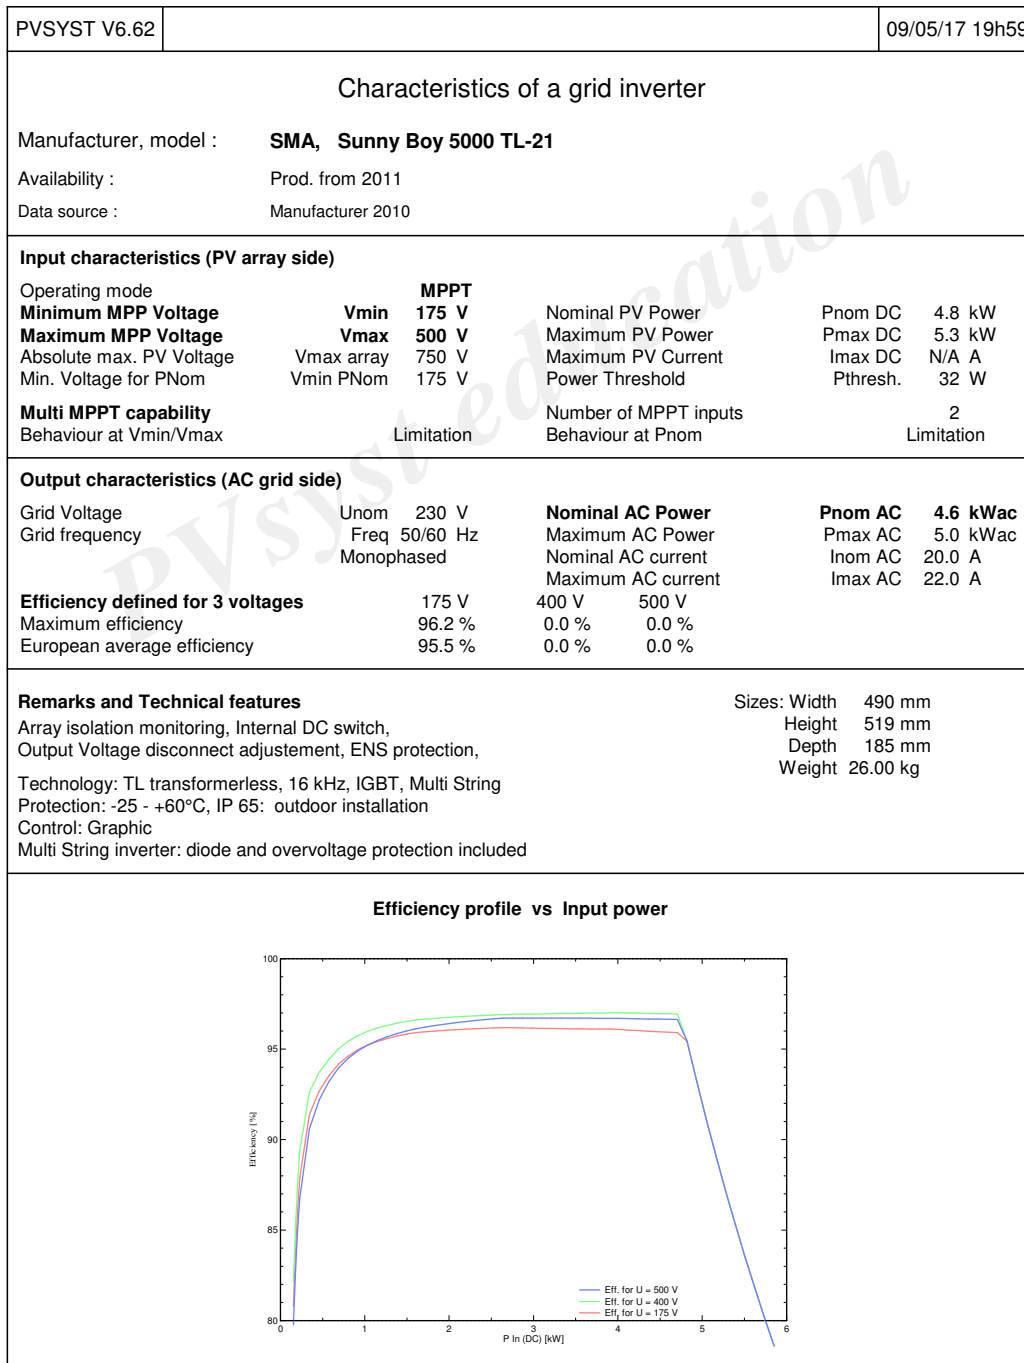 PVSYST V6.62 09/05/17 19h59
Characteristics of a grid inverter
Manufacturer, model : SMA, Sunny Boy 5000 TL-21
Availability : Prod. from 2011
Data source : Manufacturer 2010
Input characteristics (PV array side)
Operating mode MPPT
Minimum MPP Voltage Vmin 175 V Nominal PV Power Pnom DC 4.8 kW
Maximum MPP Voltage Vmax 500 V Maximum PV Power Pmax DC 5.3 kW
Absolute max. PV Voltage Vmax array 750 V Maximum PV Current Imax DC N/A A
Min. Voltage for PNom Vmin PNom 175 V Power Threshold Pthresh. 32 W
Multi MPPT capability Number of MPPT inputs 2
Behaviour at Vmin/Vmax Limitation Behaviour at Pnom Limitation
Output characteristics (AC grid side)
Grid Voltage Unom 230 V Nominal AC Power Pnom AC 4.6 kWac
Grid frequency Freq 50/60 Hz Maximum AC Power Pmax AC 5.0 kWac
Monophased Nominal AC current Inom AC 20.0 A
Maximum AC current Imax AC 22.0 A
Efficiency defined for 3 voltages 175 V 400 V 500 V
Maximum efficiency 96.2 % 0.0 % 0.0 %
European average efficiency 95.5 % 0.0 % 0.0 %
PVsyst education
Remarks and Technical features Sizes: Width 490 mm
Array isolation monitoring, Internal DC switch, Height 519 mm
Output Voltage disconnect adjustement, ENS protection, Depth 185 mm
Weight 26.00 kg
Technology: TL transformerless, 16 kHz, IGBT, Multi String
Protection: -25 - +60°C, IP 65: outdoor installation
Control: Graphic
Multi String inverter: diode and overvoltage protection included
Efficiency profile vs Input power
100
95
90
85
80
Efficiency [%]
Eff. for U = 500 V
Eff. for U = 400 V
Eff. for U = 175 V
0 1 2 3 4 5 6
P In (DC) [kW]